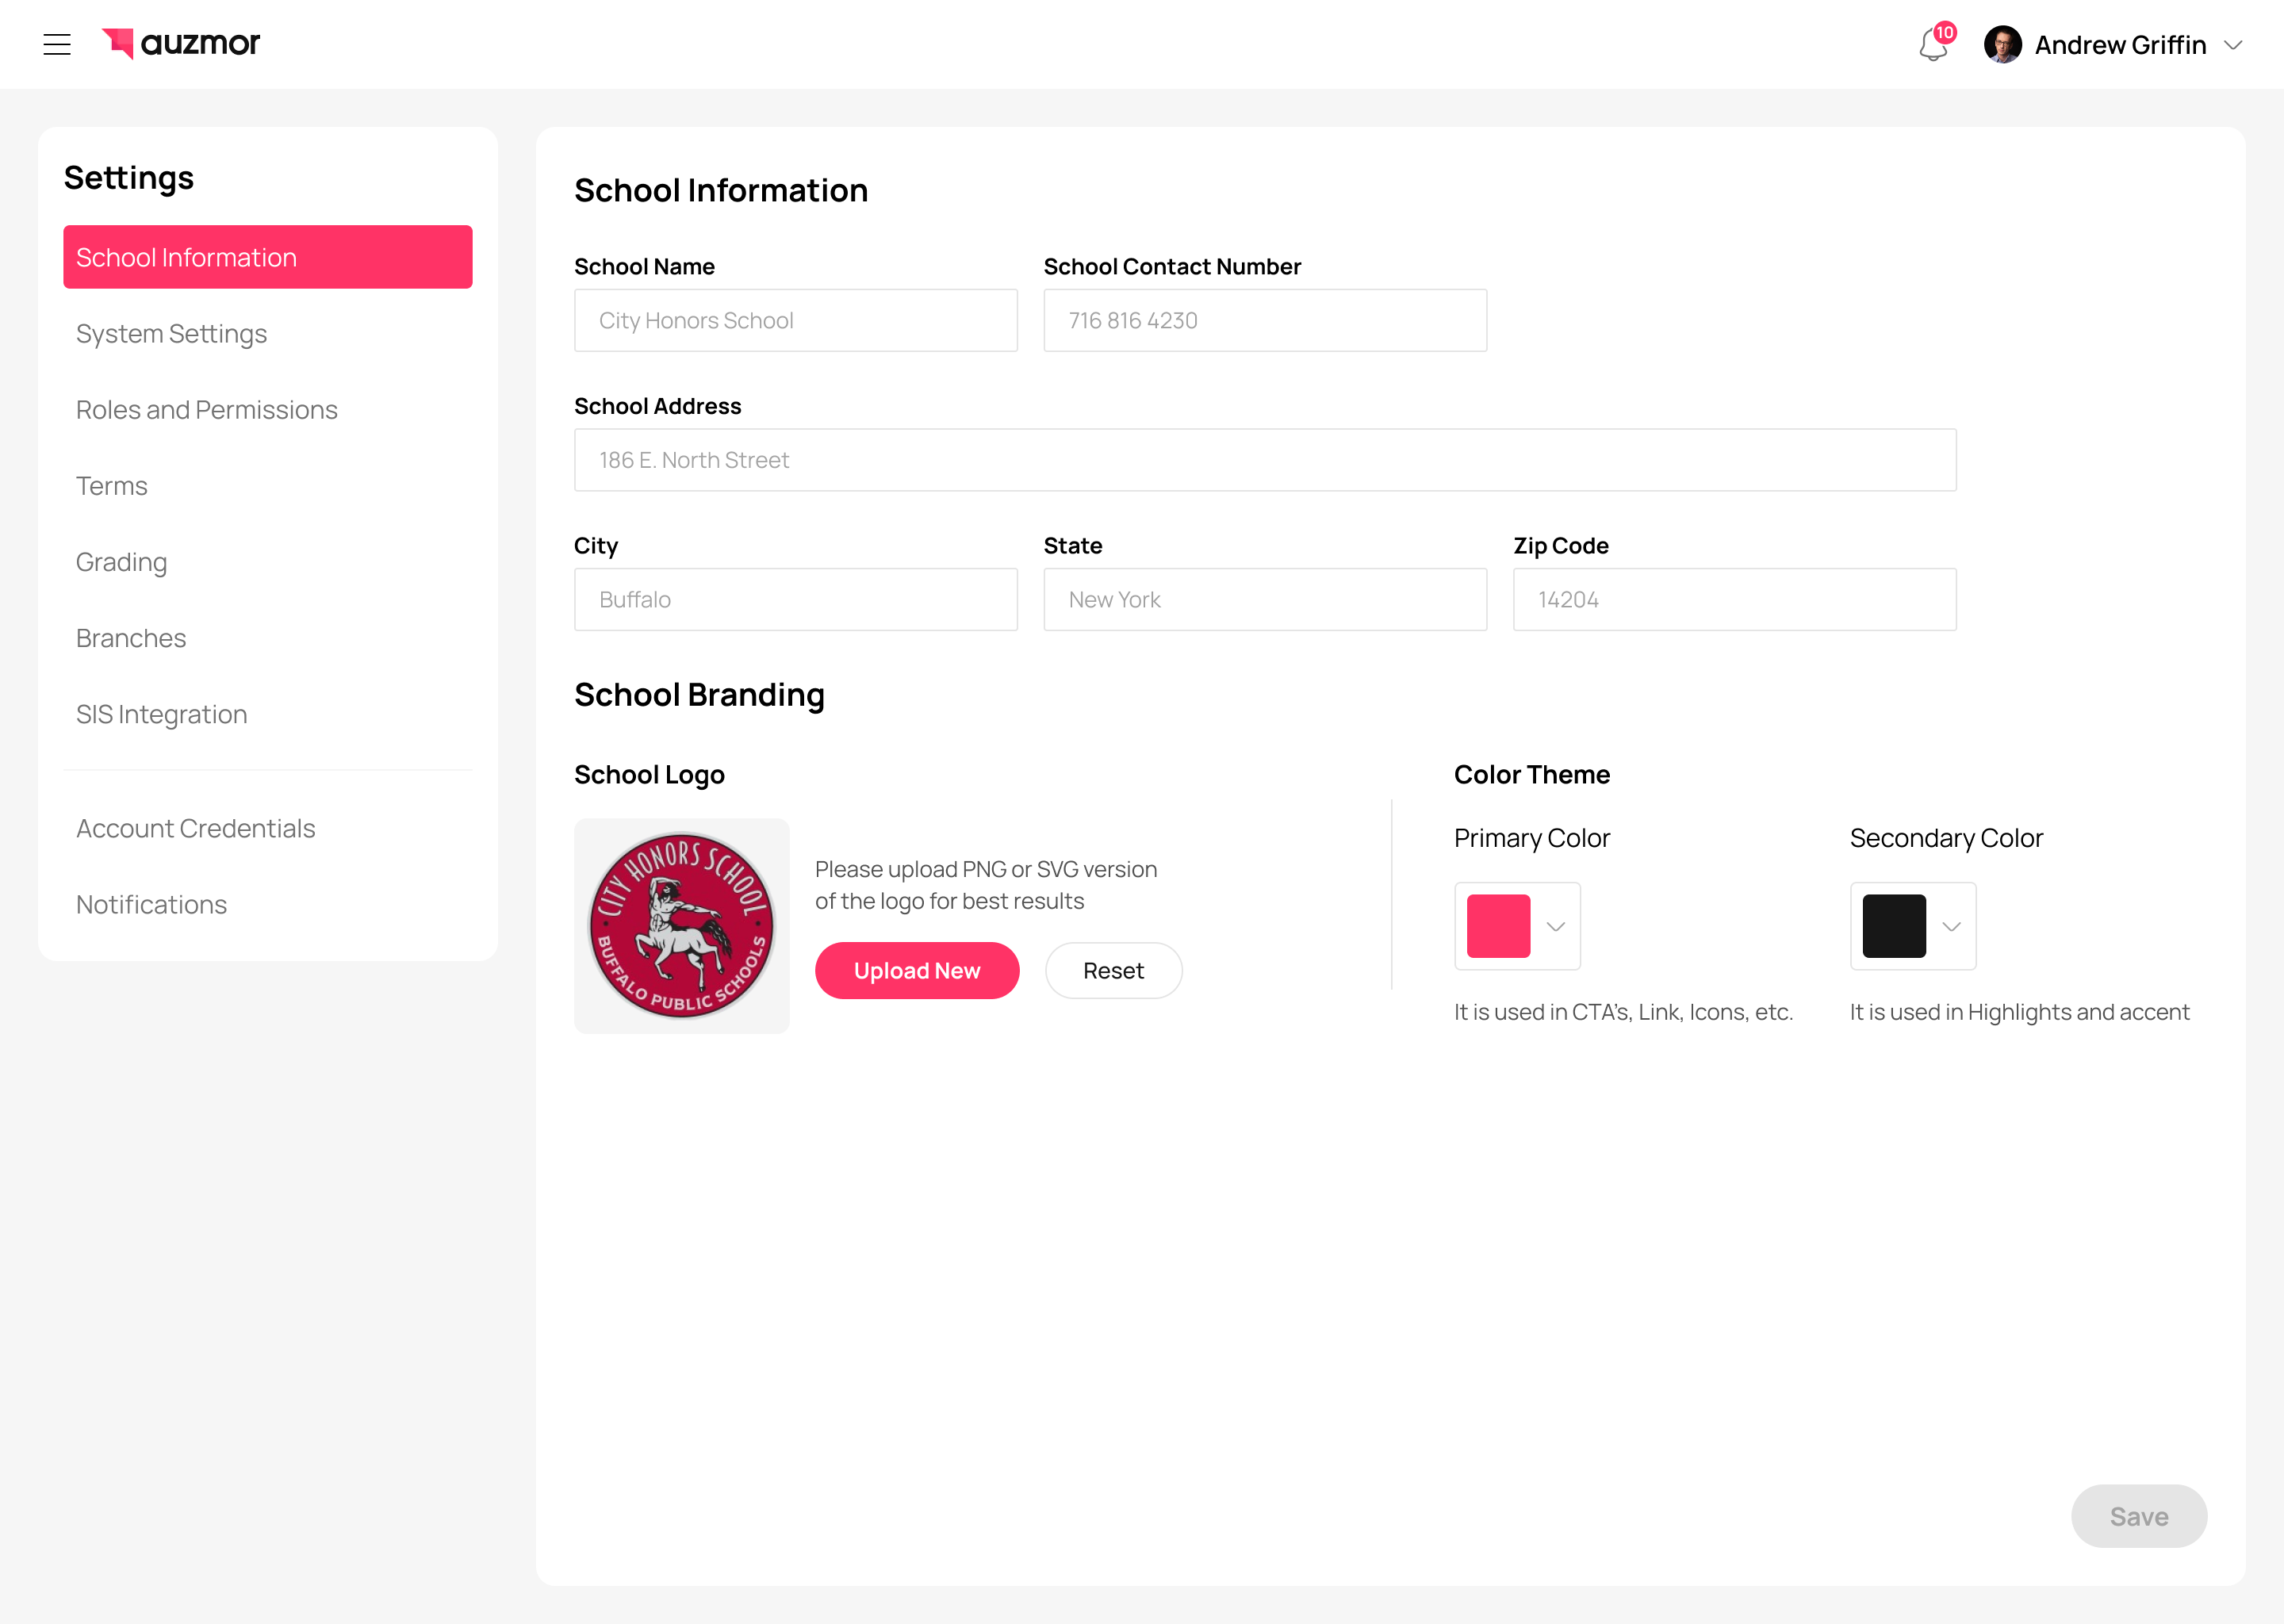 auzmor
10
Andrew Griffin
Settings
School Information
System Settings
Roles and Permissions
Terms
Grading
Branches
SIS Integration
Account Credentials
Notifications
School Information
School Name
School Contact Number
City Honors School
716 816 4230
School Address
186 E. North Street
City
State
Zip Code
Buffalo
New York
14204
School Branding
School Logo
CITY HONORS SCHOOL
BUFFALO PUBLIC SCHOOLS
Please upload PNG or SVG version
of the logo for best results
Upload New
Reset
Color Theme
Primary Color
Secondary Color
It is used in CTA’s, Link, Icons, etc.
It is used in Highlights and accent
Save